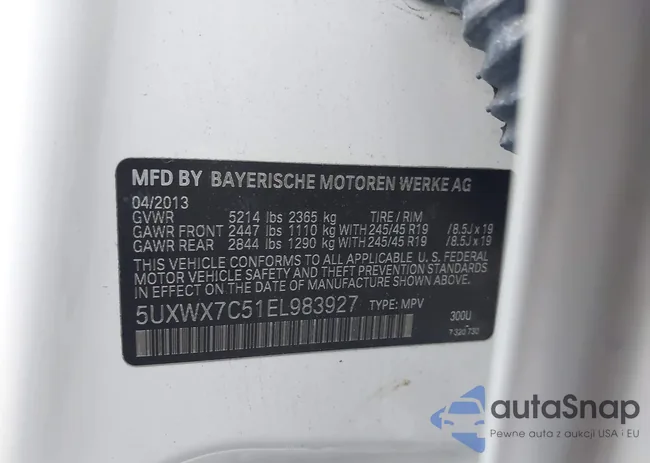 MFD BY BAYERISCHE MOTOREN WERKE AG
04/2013
GVWR 5214 lbs 2365 kg TIRE / RIM
GAWR FRONT 2447 lbs 1110 kg WITH 245/45 R19 /8.5J x 19
GAWR REAR 2844 lbs 1290 kg WITH 245/45 R19 /8.5J x 19
THIS VEHICLE CONFORMS TO ALL APPLICABLE U. S. FEDERAL
MOTOR VEHICLE SAFETY AND THEFT PREVENTION STANDARDS
IN EFFECT ON THE DATE OF MANUFACTURE SHOWN ABOVE.
5UXWX7C51EL983927 TYPE: MPV
300U
autaSnap
Pewne auta z aukcji USA i EU